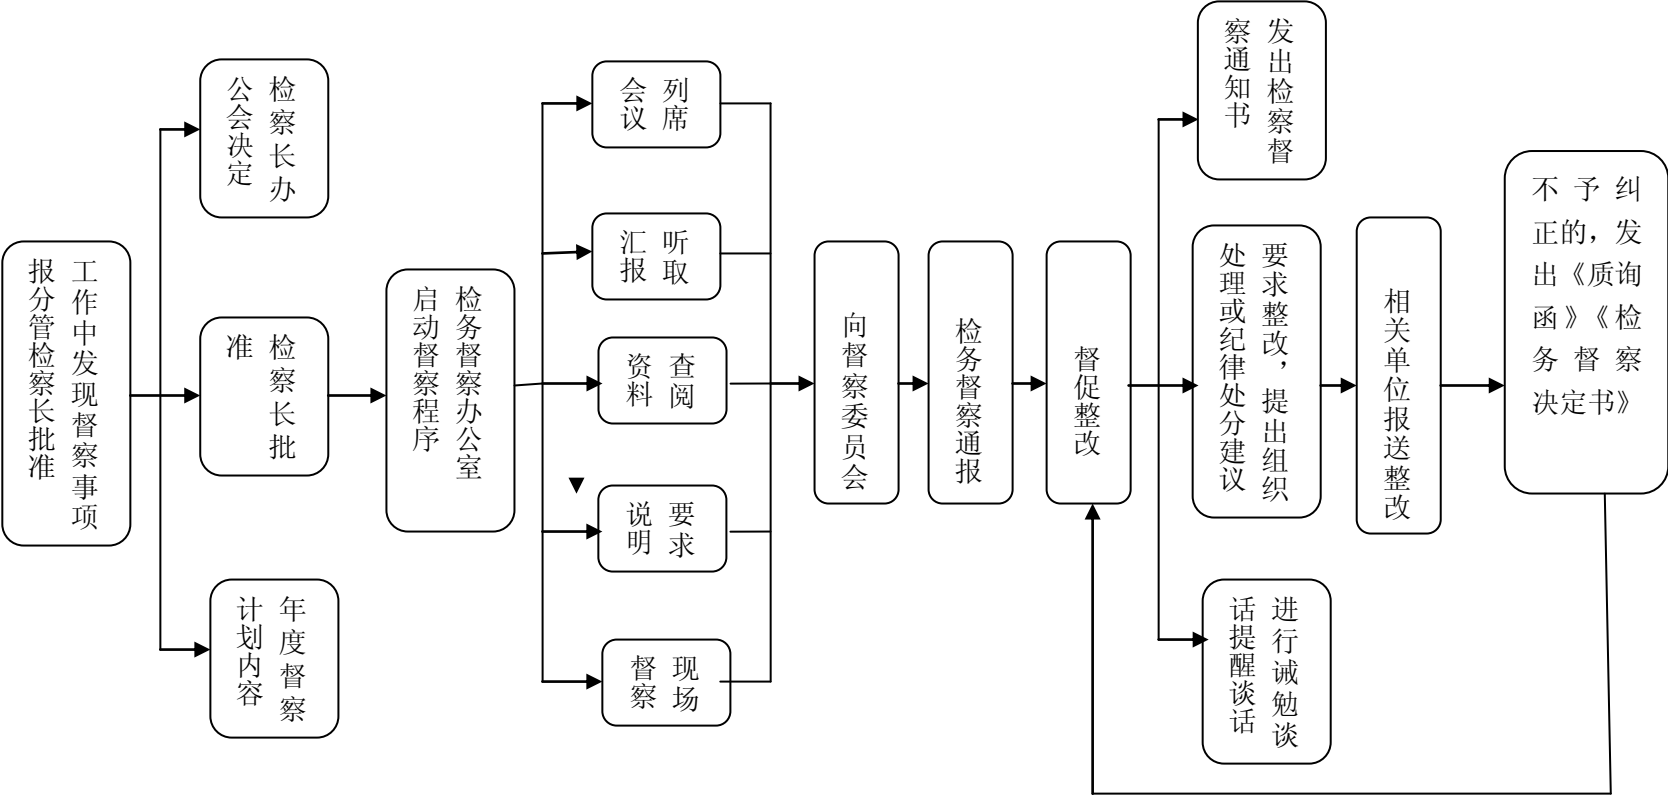 工作中发现督察事项
报分管检察长批准
检察长办
公会决定
检察长批
准
年度督察
计划内容
检务督察办公室
启动督察程序
列席
会议
听取
汇报
查阅
资料
要求
说明
现场
督察
向督察委员会
检务督察通报
督促整改
发出检察督
察通知书
要求整改，提出组织
处理或纪律处分建议
进行诫勉谈
话提醒谈话
相关单位报送整改
不予纠
正的，发
出《质询
函》《检
务督察
决定书》